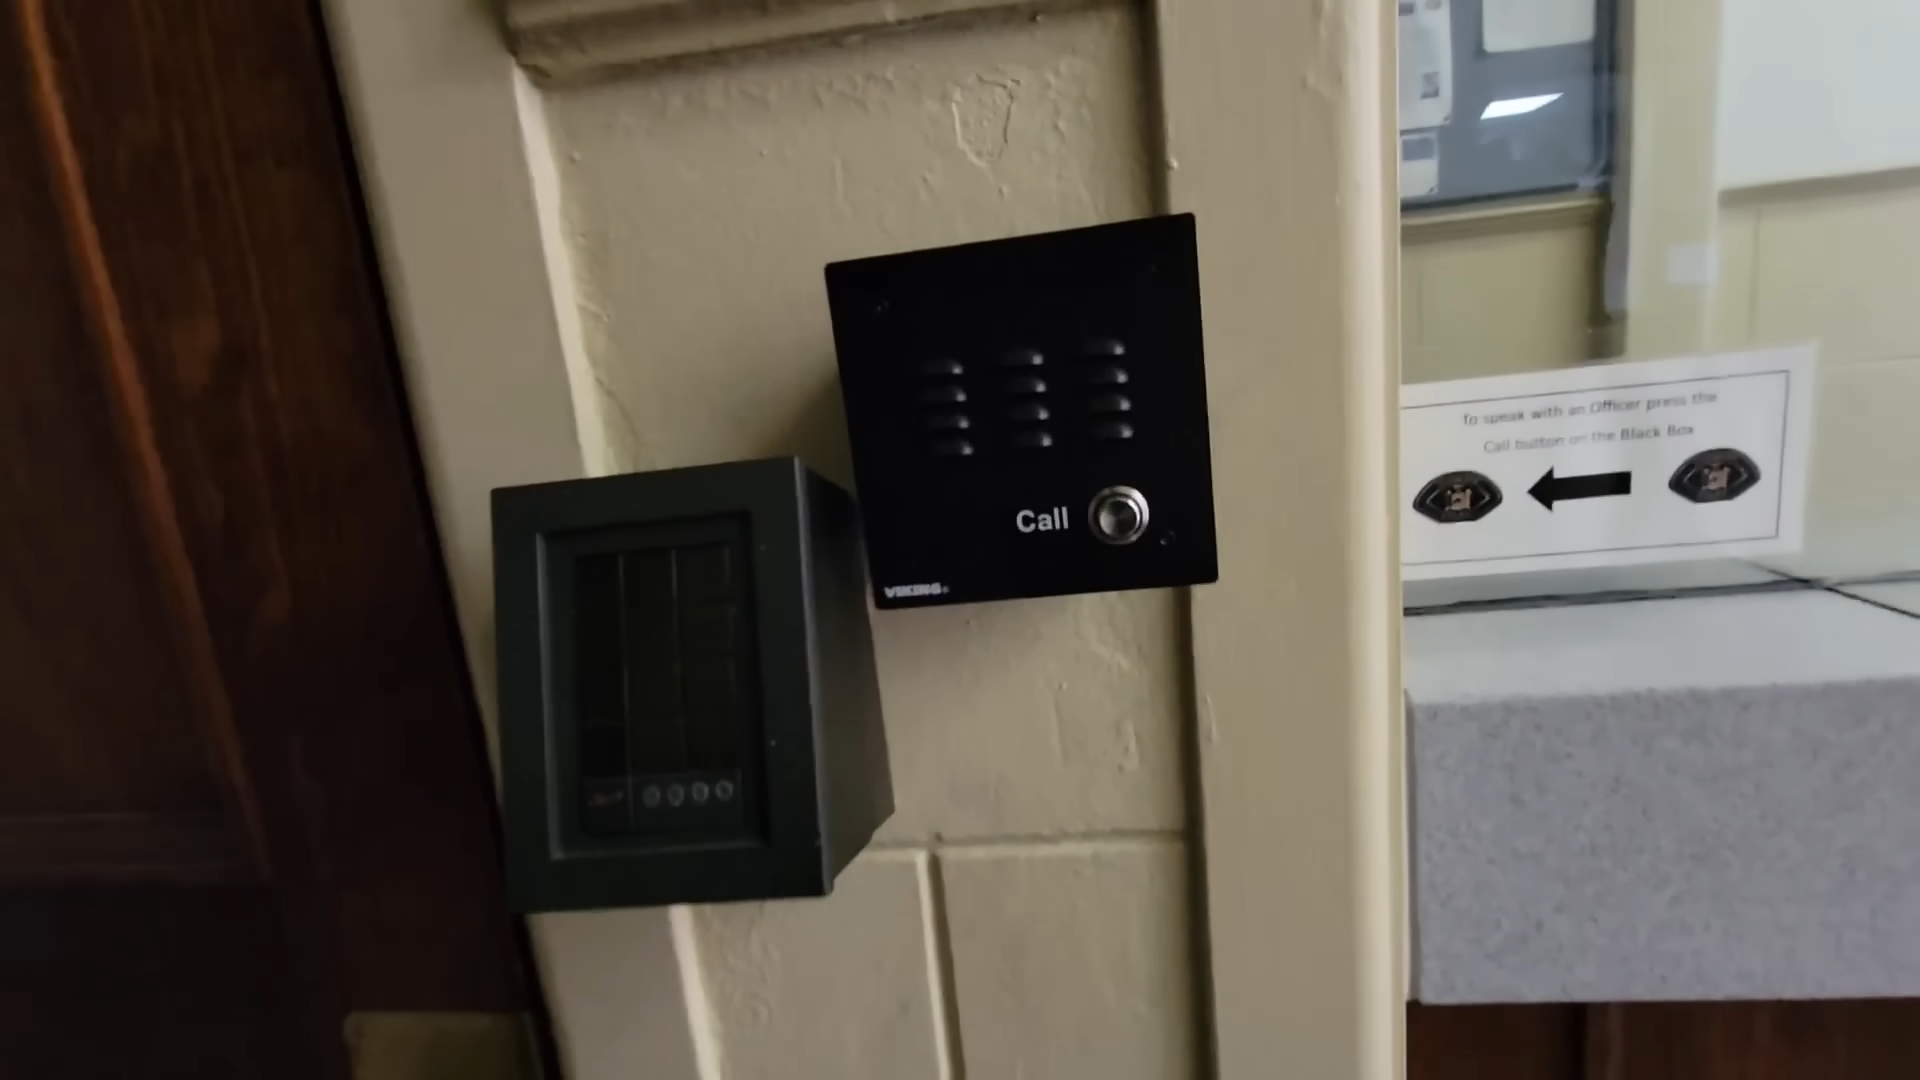 Call
VIKING
To speak with an Officer press the
Call button on the Black Box